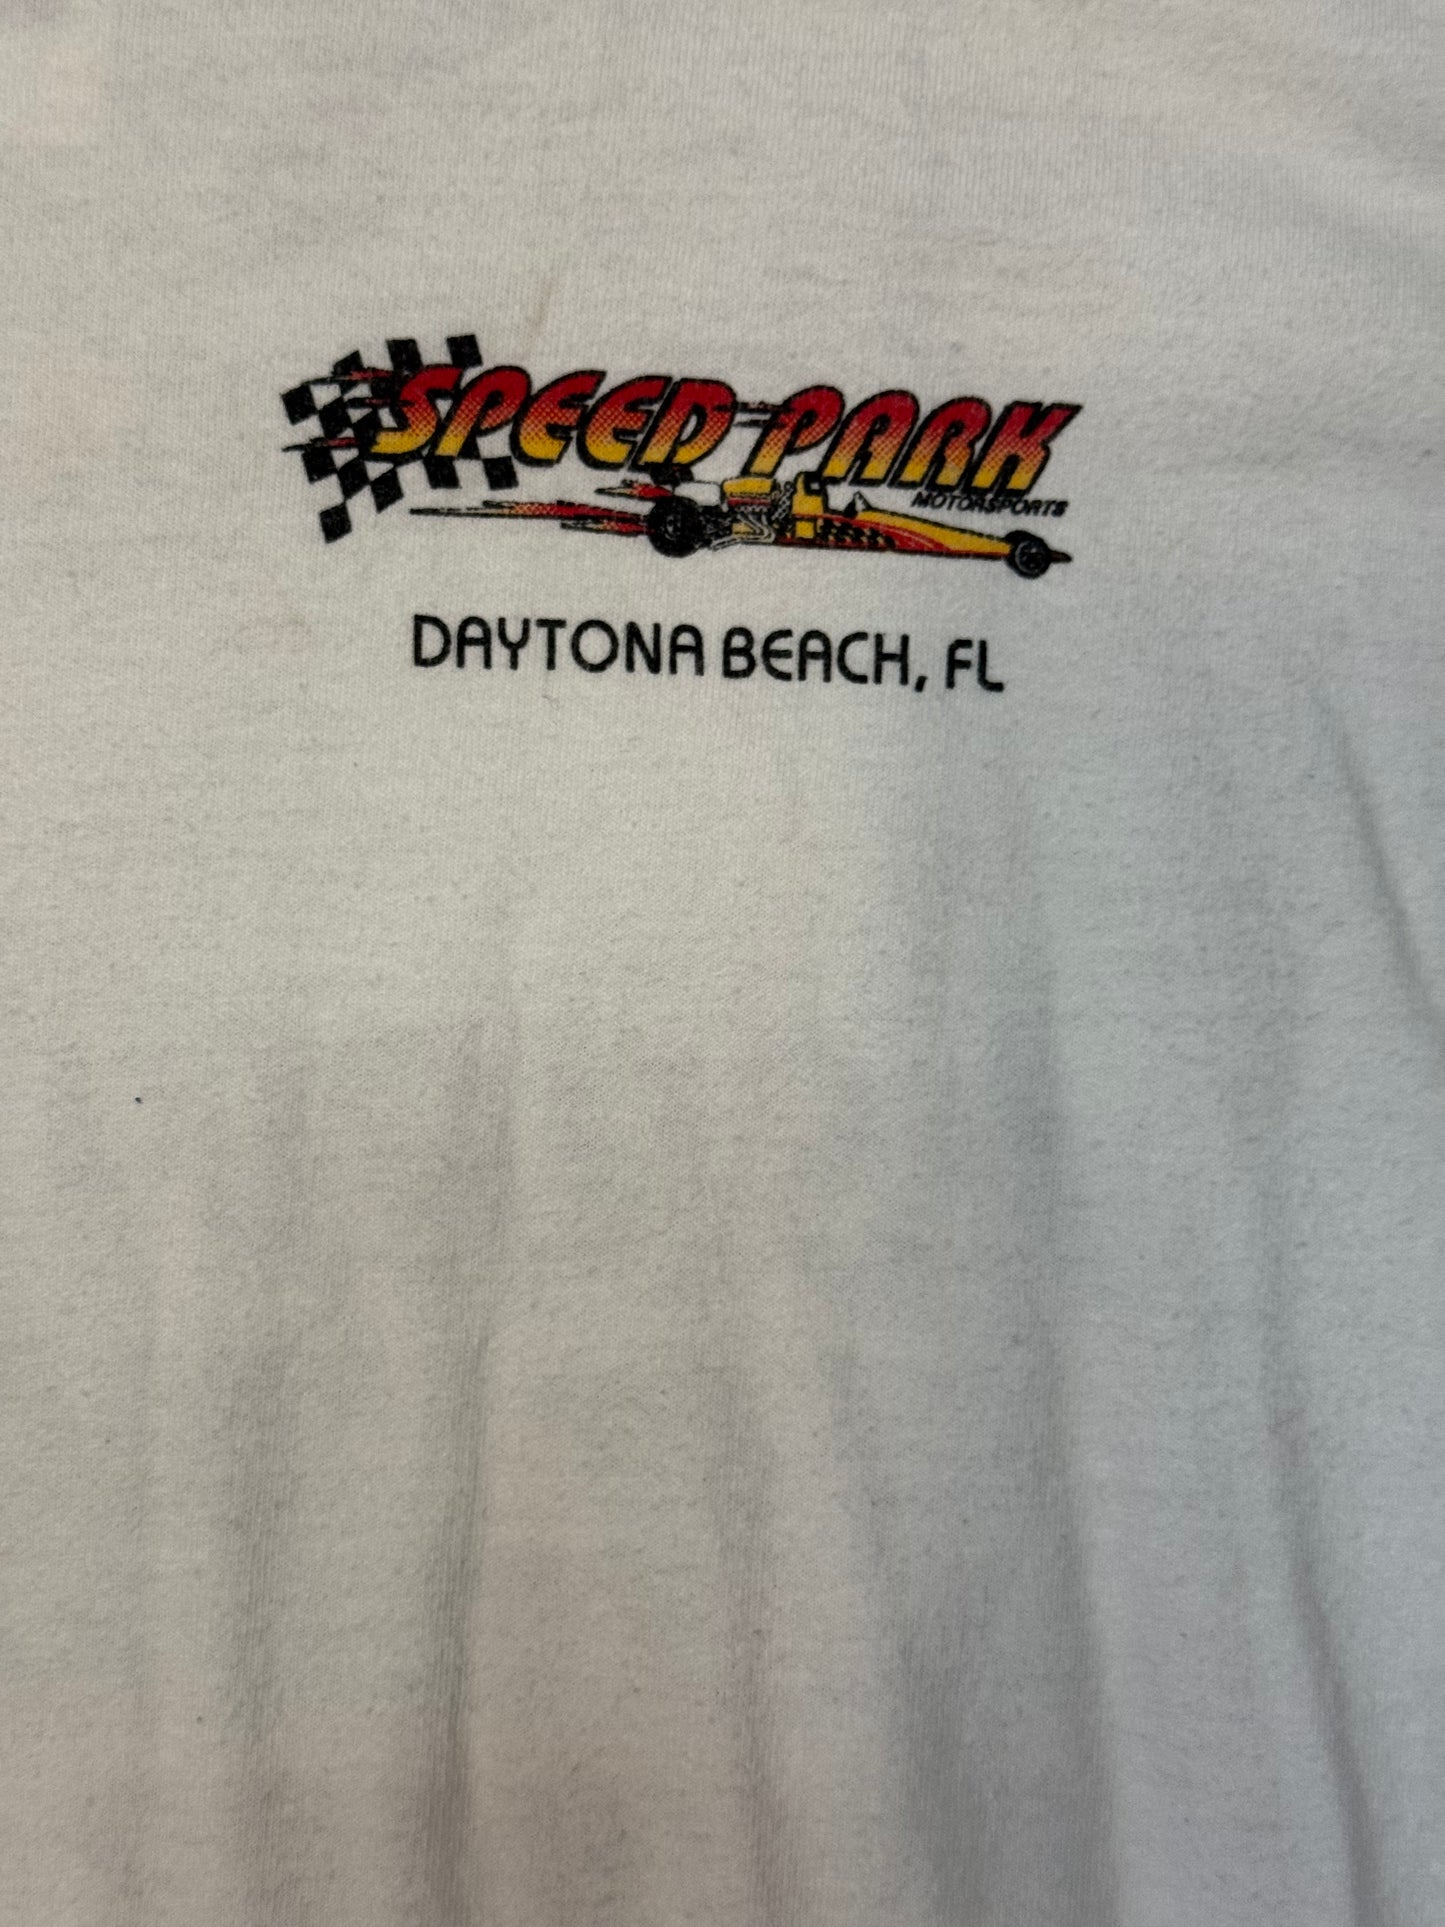 SPEED PARK
MOTORSPORTS
DAYTONA BEACH, FL